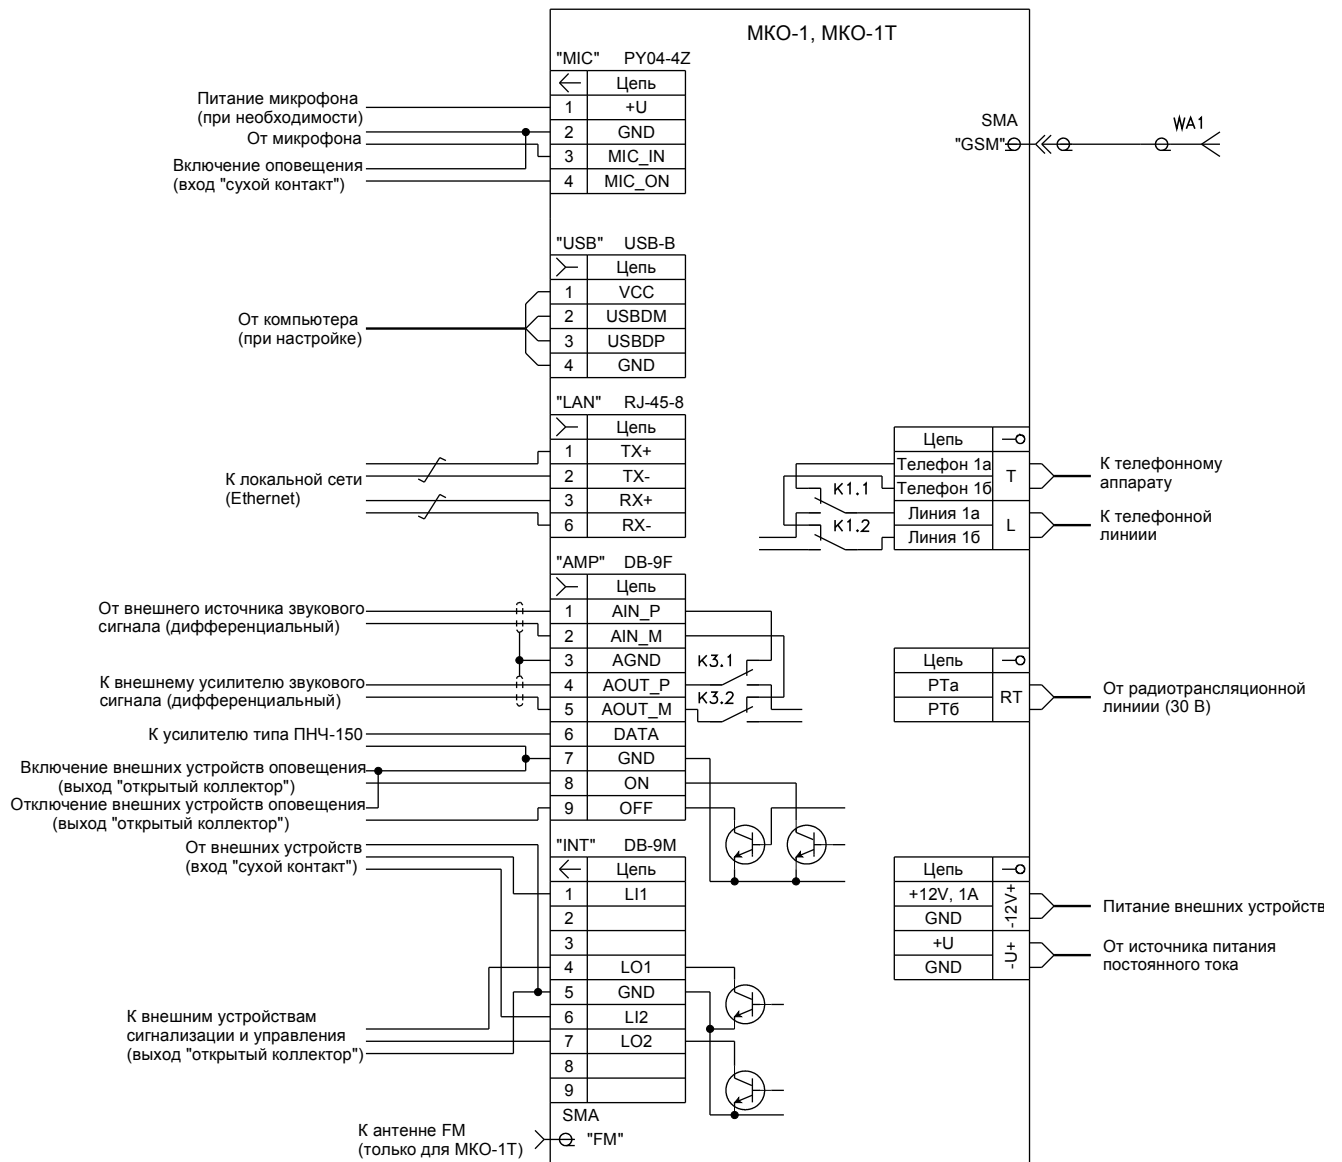 МКО-1, МКО-1Т
"MIC" PY04-4Z
Цепь
Питание микрофона
(при необходимости)
1 +U
От микрофона
2 GND
3 MIC_IN
Включение оповещения
(вход "сухой контакт")
4 MIC_ON
SMA
"GSM"
WA1
"USB" USB-B
Цепь
1 VCC
2 USBDM
От компьютера
(при настройке)
3 USBDP
4 GND
"LAN" RJ-45-8
Цепь
1 TX+
2 TX-
К локальной сети
(Ethernet)
3 RX+
6 RX-
Цепь
Телефон 1а
Телефон 1б
T
К телефонному
аппарату
K1.1
Линия 1а
K1.2
Линия 1б
L
К телефонной
линиии
"AMP" DB-9F
Цепь
От внешнего источника звукового
сигнала (дифференциальный)
1 AIN_P
2 AIN_M
3 AGND
K3.1
К внешнему усилителю звукового
сигнала (дифференциальный)
4 AOUT_P
K3.2
5 AOUT_M
К усилителю типа ПНЧ-150
6 DATA
7 GND
Включение внешних устройств оповещения
(выход "открытый коллектор")
8 ON
Отключение внешних устройств оповещения
(выход "открытый коллектор")
9 OFF
Цепь
РТа
РТб
RT
От радиотрансляционной
линиии (30 В)
От внешних устройств
(вход "сухой контакт")
"INT" DB-9M
Цепь
1 LI1
2
3
4 LO1
5 GND
6 LI2
К внешним устройствам
сигнализации и управления
(выход "открытый коллектор")
7 LO2
8
9
Цепь
+12V, 1A
GND
-12V+
Питание внешних устройств
+U
GND
-U+
От источника питания
постоянного тока
SMA
"FM"
К антенне FM
(только для МКО-1Т)